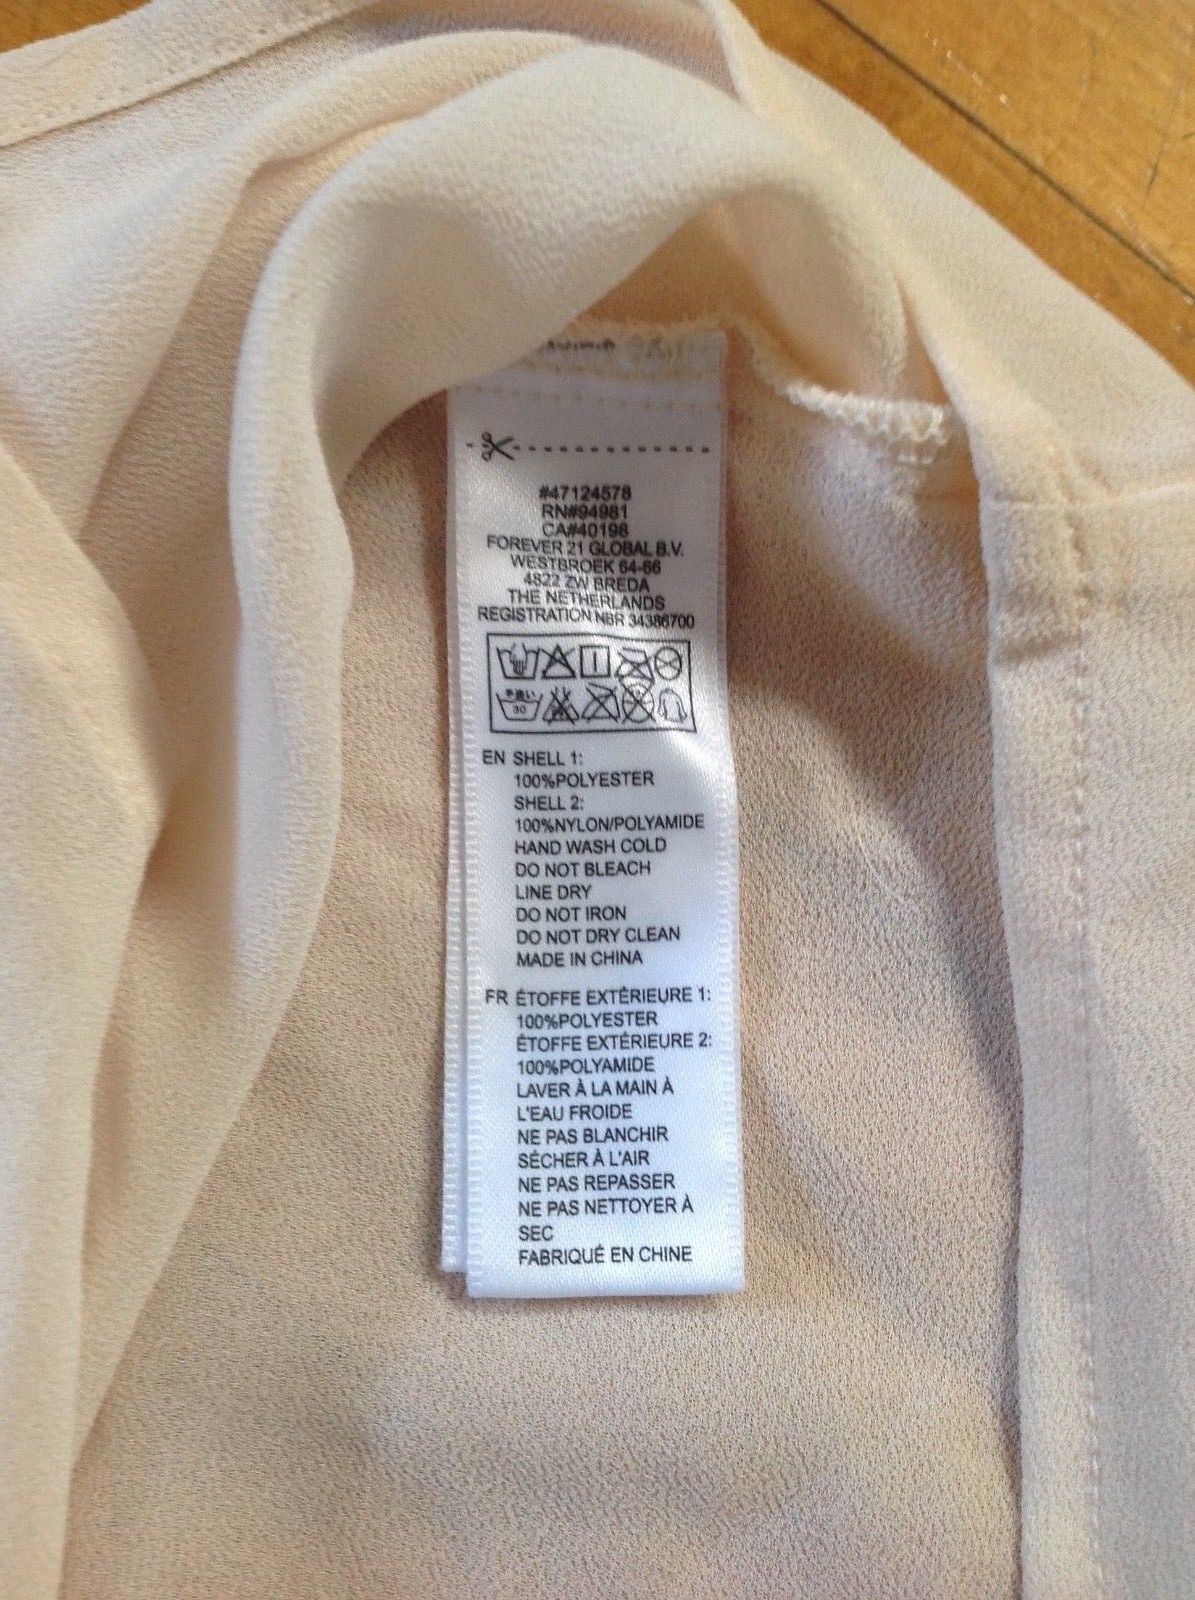 #47124578
RN#94981
CA#40198
FOREVER 21 GLOBAL B.V.
WESTBROEK 64-66
4822 ZW BREDA
THE NETHERLANDS
REGISTRATION NBR 34386700
手洗い
30
EN SHELL 1:
100%POLYESTER
SHELL 2:
100%NYLON/POLYAMIDE
HAND WASH COLD
DO NOT BLEACH
LINE DRY
DO NOT IRON
DO NOT DRY CLEAN
MADE IN CHINA
FR ÉTOFFE EXTÉRIEURE 1:
100%POLYESTER
ÉTOFFE EXTÉRIEURE 2:
100%POLYAMIDE
LAVER À LA MAIN À
L'EAU FROIDE
NE PAS BLANCHIR
SÉCHER À L'AIR
NE PAS REPASSER
NE PAS NETTOYER À
SEC
FABRIQUÉ EN CHINE